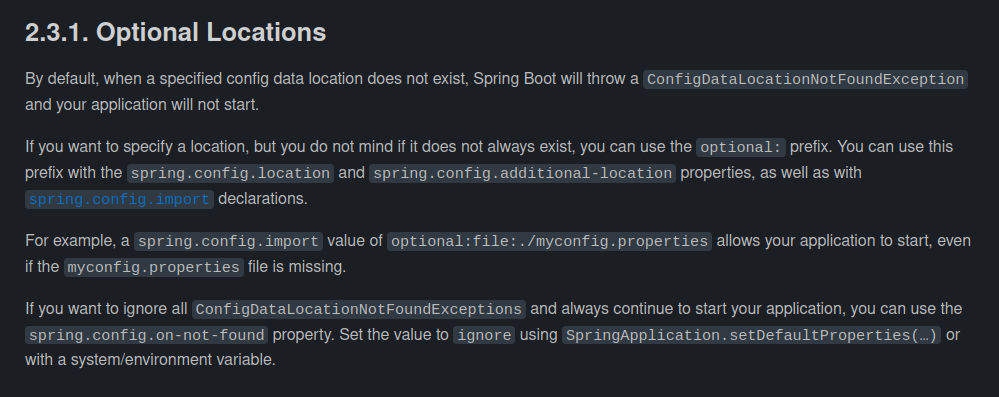 2.3.1. Optional Locations
By default, when a specified config data location does not exist, Spring Boot will throw a ConfigDataLocationNotFoundException
and your application will not start.
If you want to specify a location, but you do not mind if it does not always exist, you can use the optional: prefix. You can use this
prefix with the spring.config.location and spring.config.additional-location properties, as well as with
spring.config.import declarations.
For example, a spring.config.import value of optional:file:./myconfig.properties allows your application to start, even
if the myconfig.properties file is missing.
If you want to ignore all ConfigDataLocationNotFoundExceptions and always continue to start your application, you can use the
spring.config.on-not-found property. Set the value to ignore using SpringApplication.setDefaultProperties(…) or
with a system/environment variable.